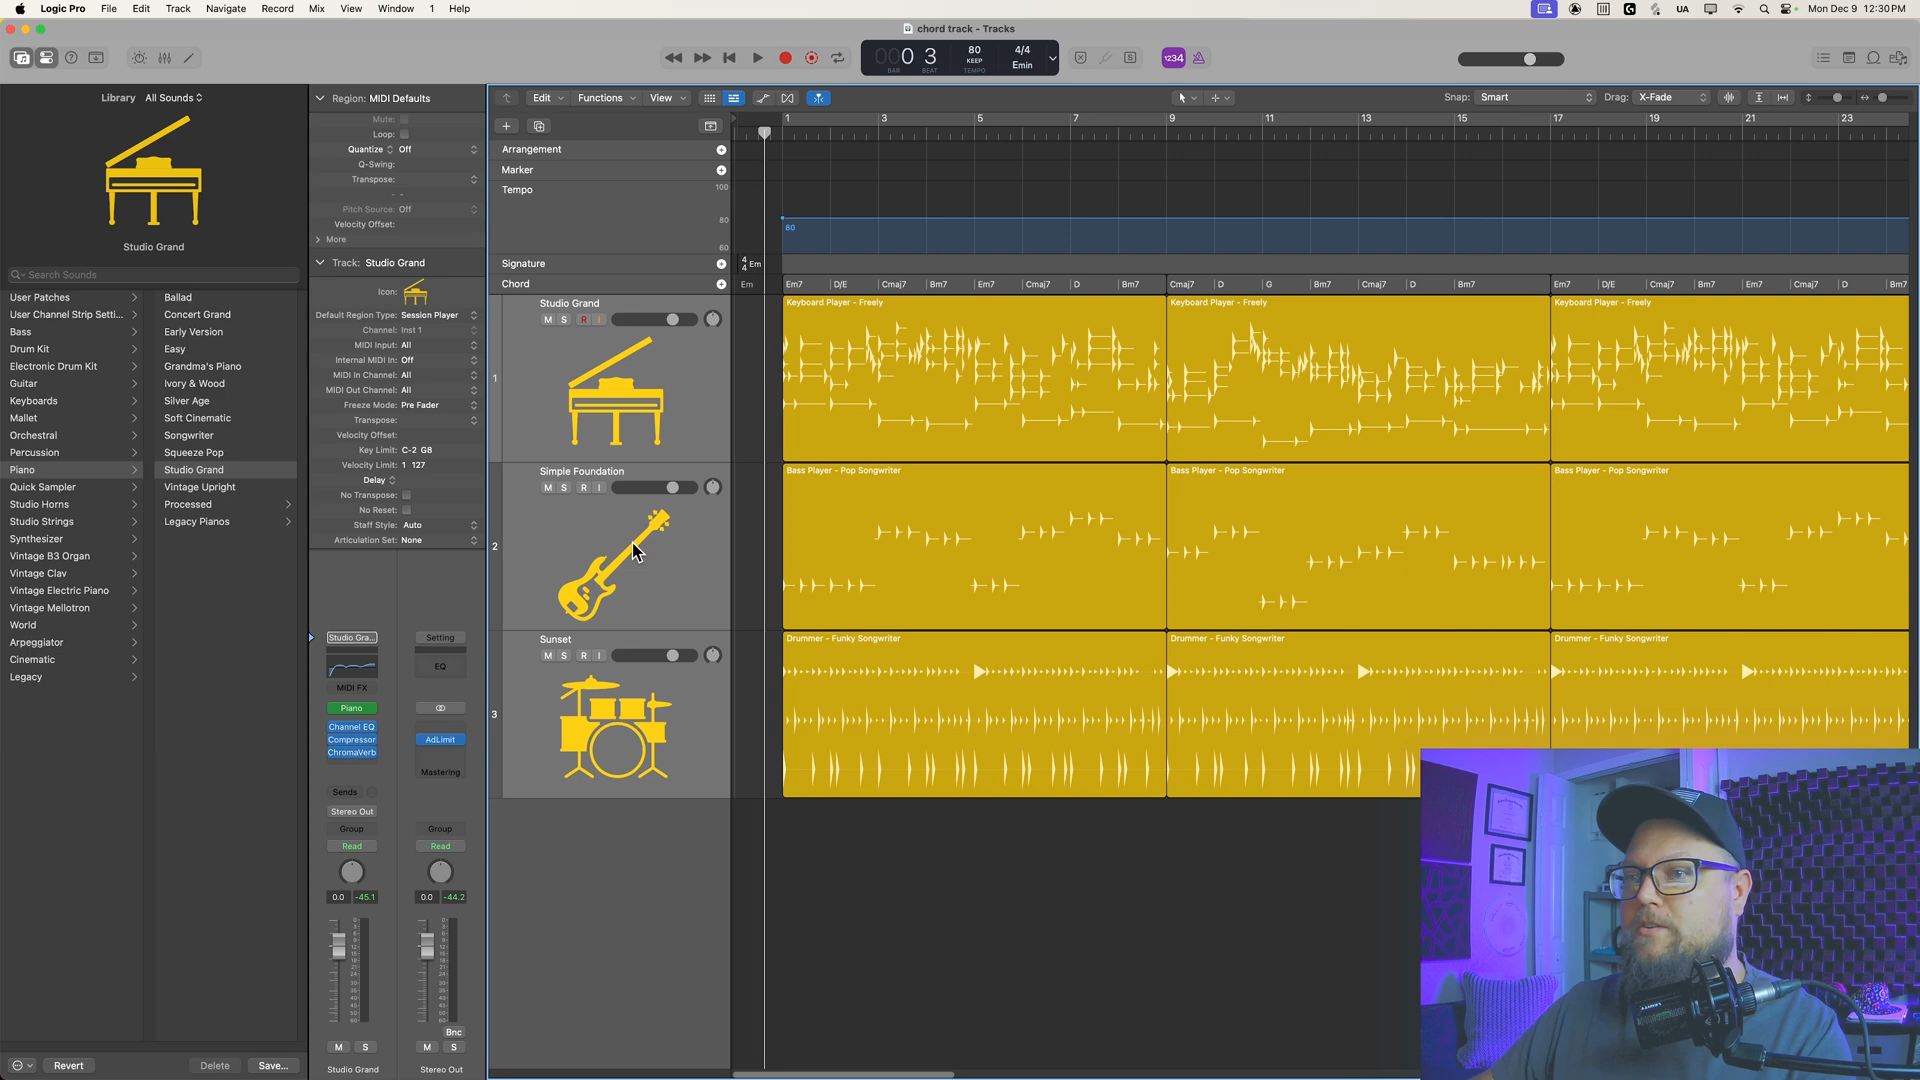 Logic Pro File Edit Track Navigate Record Mix View Window 1 Help
UA Mon Dec 9 12:30 PM
chord track - Tracks
0 3 80 4/4
KEEP Emin
BAR BEAT TEMPO
1234
Library All Sounds
Studio Grand
Search Sounds
User Patches
User Channel Strip Setti...
Bass
Drum Kit
Electronic Drum Kit
Guitar
Keyboards
Mallet
Orchestral
Percussion
Piano
Quick Sampler
Studio Horns
Studio Strings
Synthesizer
Vintage B3 Organ
Vintage Clav
Vintage Electric Piano
Vintage Mellotron
World
Arpeggiator
Cinematic
Legacy
Ballad
Concert Grand
Early Version
Easy
Grandma's Piano
Ivory & Wood
Silver Age
Soft Cinematic
Songwriter
Squeeze Pop
Studio Grand
Vintage Upright
Processed
Legacy Pianos
Revert Delete Save...
Region: MIDI Defaults
Mute:
Loop:
Quantize Off
Q-Swing:
Transpose:
Pitch Source: Off
Velocity Offset:
More
Track: Studio Grand
Icon:
Default Region Type: Session Player
Channel: Inst 1
MIDI Input: All
Internal MIDI In: Off
MIDI In Channel: All
MIDI Out Channel: All
Freeze Mode: Pre Fader
Transpose:
Velocity Offset:
Key Limit: C-2 G8
Velocity Limit: 1 127
Delay
No Transpose:
No Reset:
Staff Style: Auto
Articulation Set: None
Studio Gra... Setting
EQ
MIDI FX
Piano
Channel EQ
Compressor AdLimit
ChromaVerb
Mastering
Sends
Stereo Out
Group Group
Read Read
0.0 -45.1 0.0 -44.2
Bnc
M S M S
Studio Grand Stereo Out
Edit Functions View Snap: Smart Drag: X-Fade
1 3 5 7 9 11 13 15 17 19 21 23
Arrangement
Marker
Tempo 100
80
60
80
Signature 4/4 Em
Chord Em Em7 D/E Cmaj7 Bm7 Em7 Cmaj7 D Bm7 Cmaj7 D G Bm7 Cmaj7 D Bm7 Em7 D/E Cmaj7 Bm7 Em7 Cmaj7 D Bm7
1 Studio Grand
M S R I
Keyboard Player - Freely Keyboard Player - Freely Keyboard Player - Freely
2 Simple Foundation
M S R I
Bass Player - Pop Songwriter Bass Player - Pop Songwriter Bass Player - Pop Songwriter
3 Sunset
M S R I
Drummer - Funky Songwriter Drummer - Funky Songwriter Drummer - Funky Songwriter